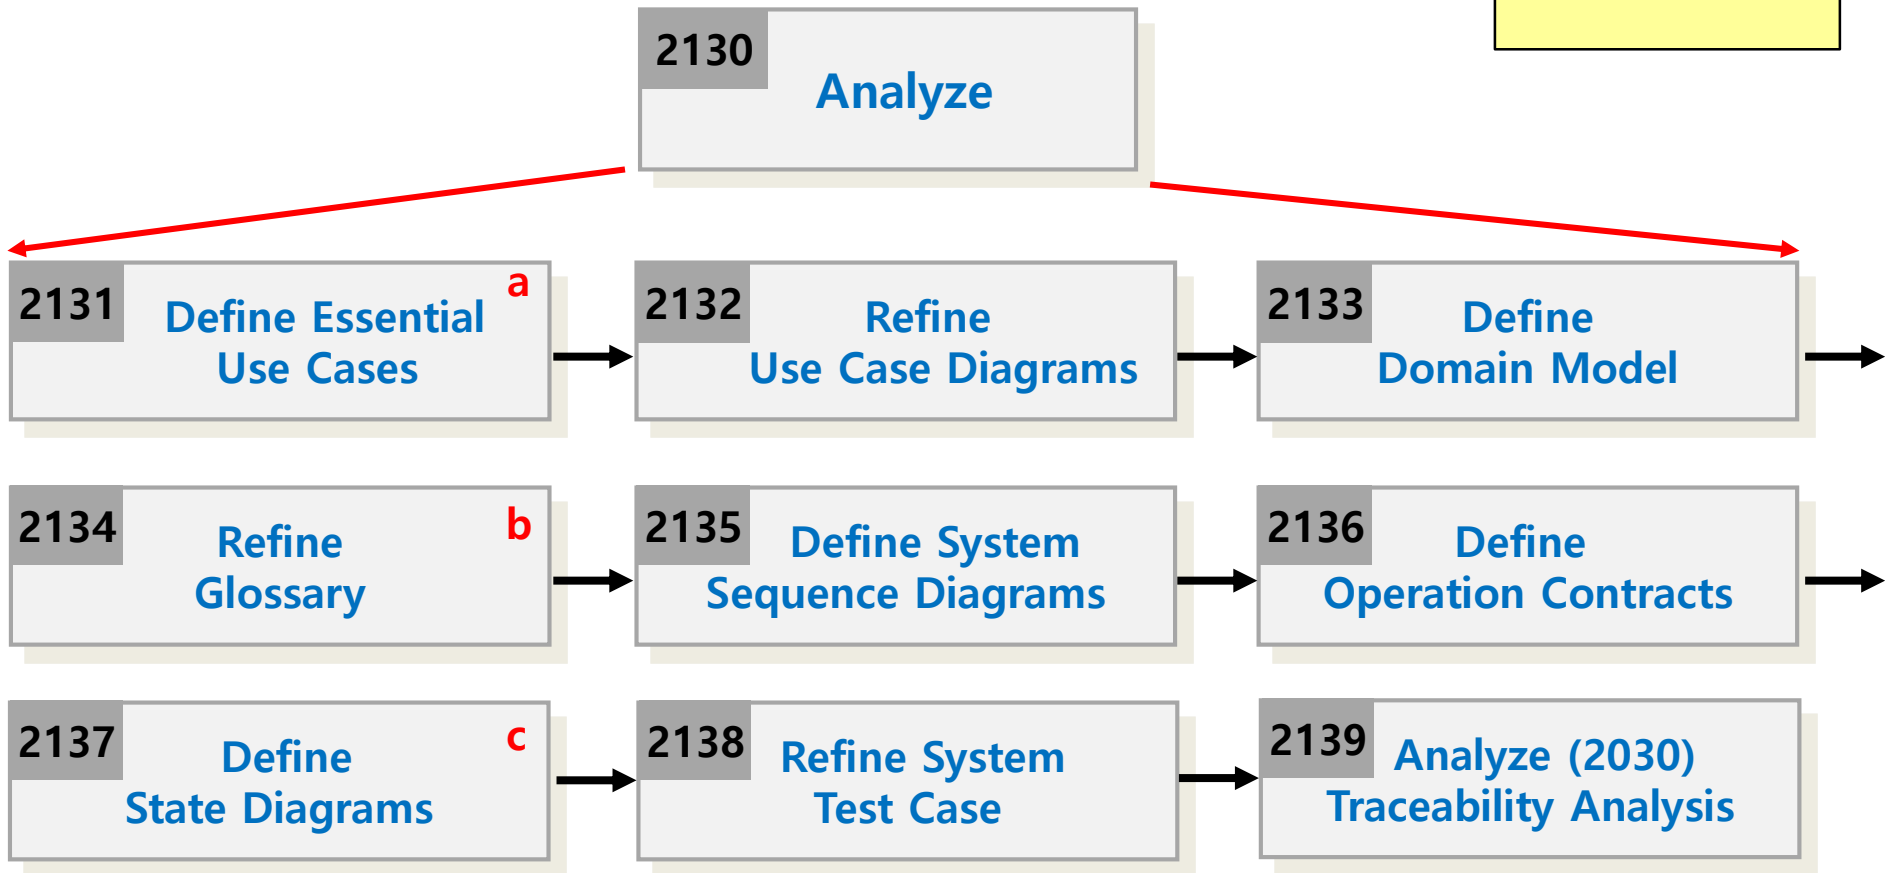 2130
Analyze
2131
a
Define Essential
Use Cases
2132
Refine
Use Case Diagrams
2133
Define
Domain Model
2134
b
Refine
Glossary
2135
Define System
Sequence Diagrams
2136
Define
Operation Contracts
2137
c
Define
State Diagrams
2138
Refine System
Test Case
2139
Analyze (2030)
Traceability Analysis